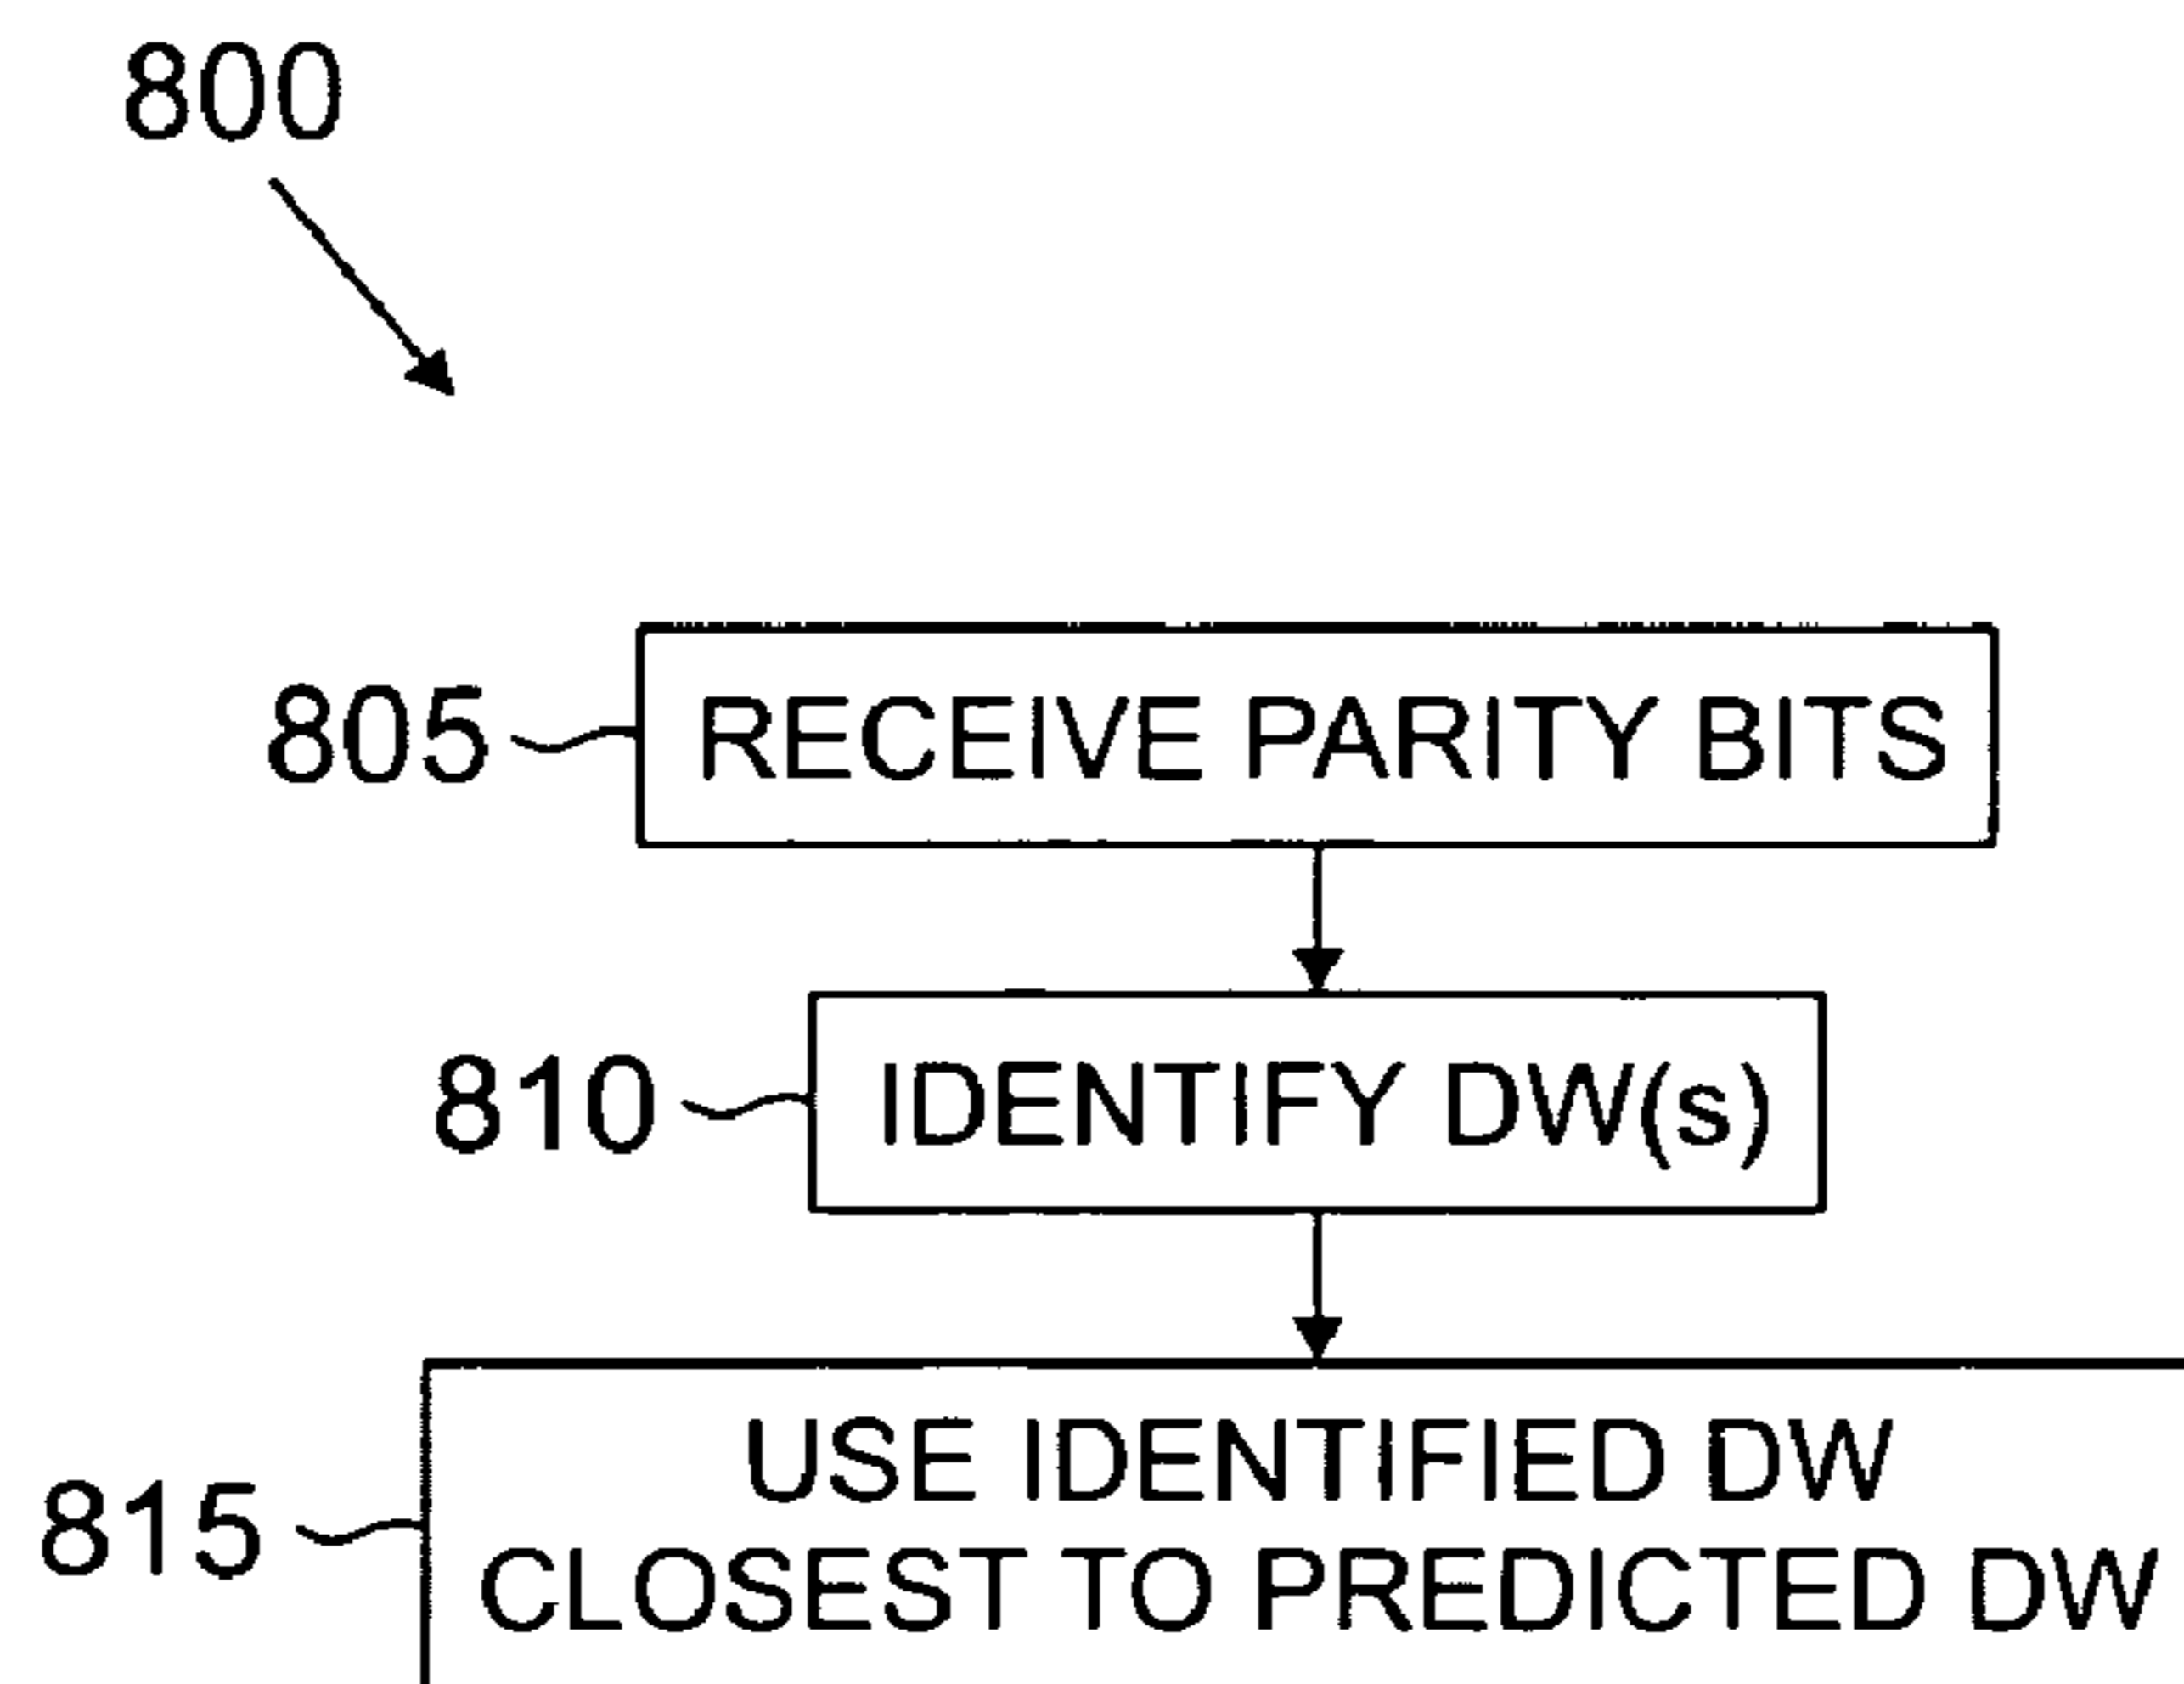 800
805 RECEIVE PARITY BITS
810 IDENTIFY DW(s)
815 USE IDENTIFIED DW
CLOSEST TO PREDICTED DW